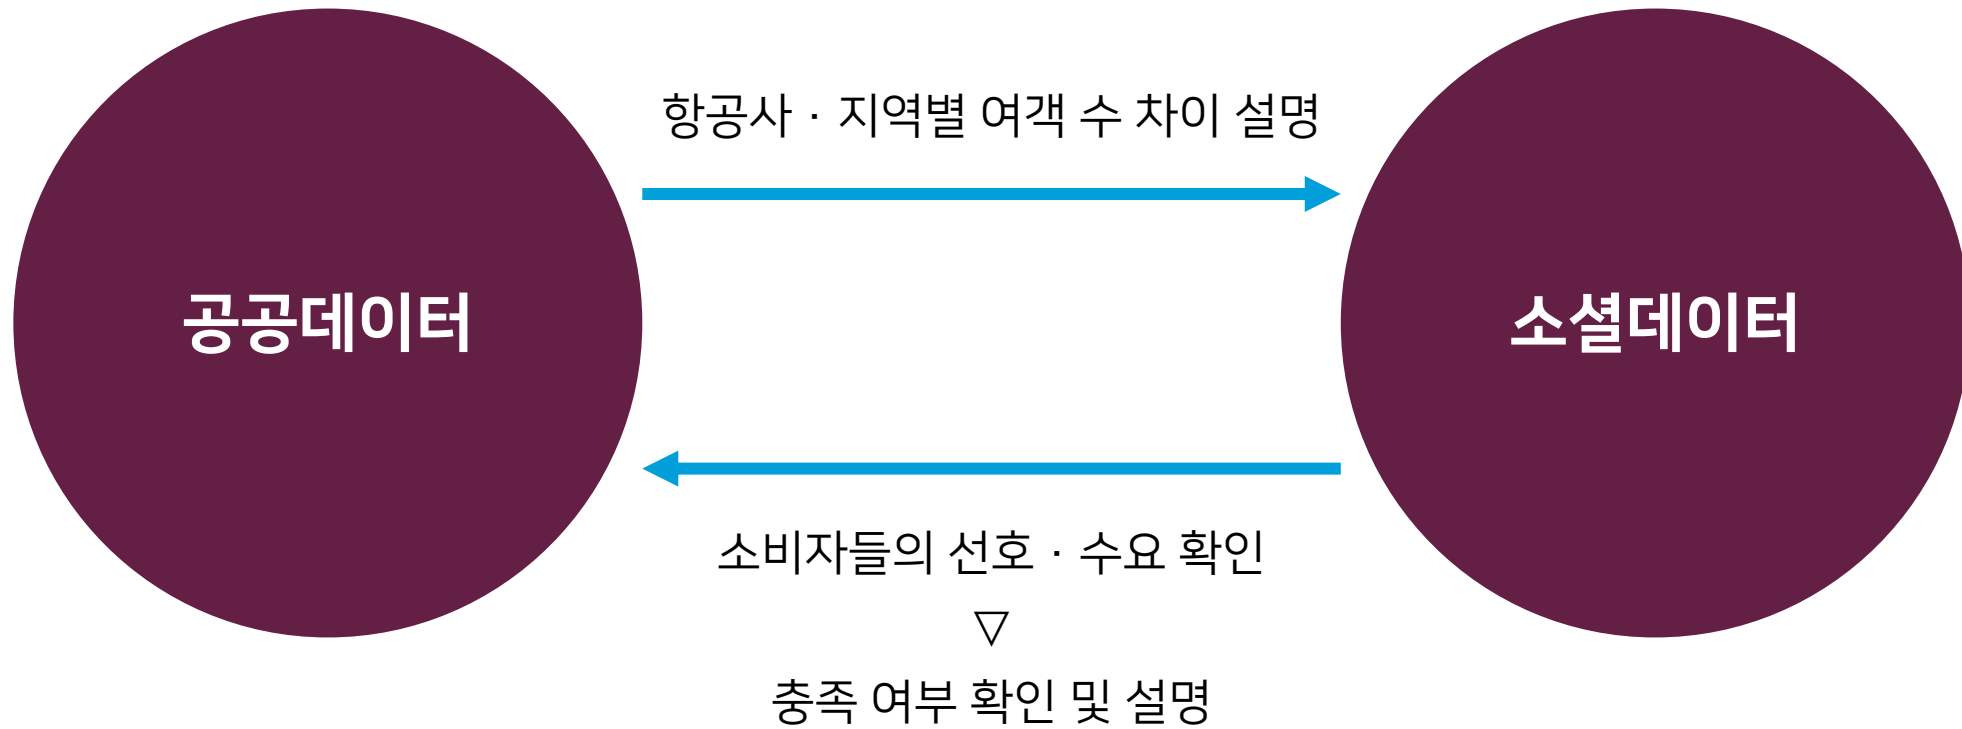 항공사 · 지역별 여객 수 차이 설명
공공데이터
소셜데이터
소비자들의 선호 · 수요 확인
▽
충족 여부 확인 및 설명